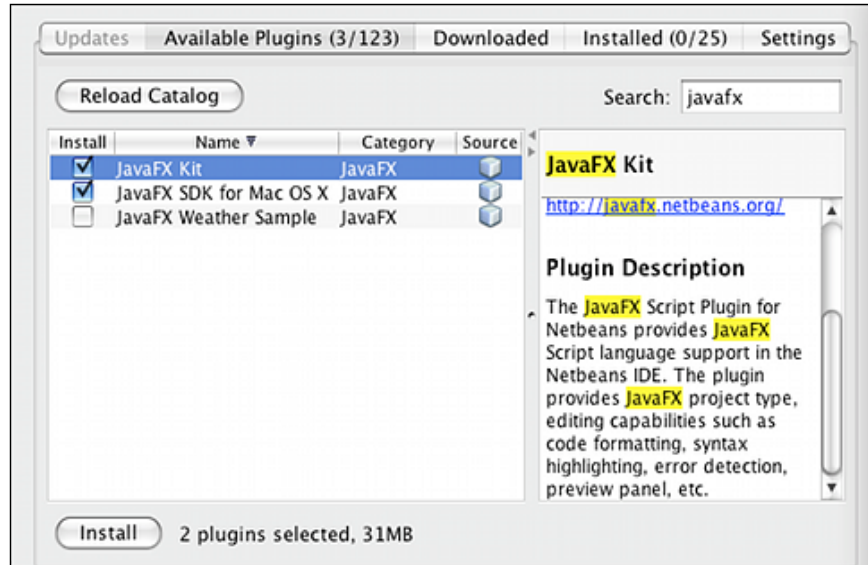 Updates Available Plugins (3/123) Downloaded Installed (0/25) Settings
Reload Catalog Search: javafx
Install Name Category Source
JavaFX Kit JavaFX
JavaFX SDK for Mac OS X JavaFX
JavaFX Weather Sample JavaFX
JavaFX Kit
http://javafx.netbeans.org/
Plugin Description
The JavaFX Script Plugin for
Netbeans provides JavaFX
Script language support in the
Netbeans IDE. The plugin
provides JavaFX project type,
editing capabilities such as
code formatting, syntax
highlighting, error detection,
preview panel, etc.
Install 2 plugins selected, 31MB